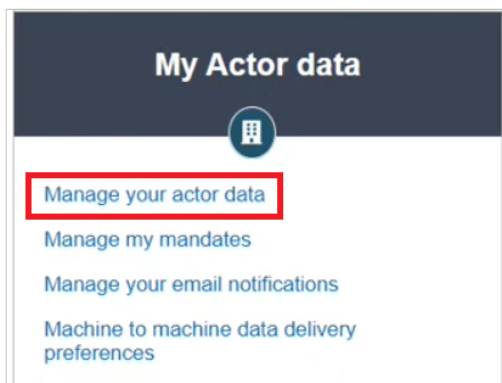 My Actor data
Manage your actor data
Manage my mandates
Manage your email notifications
Machine to machine data delivery
preferences